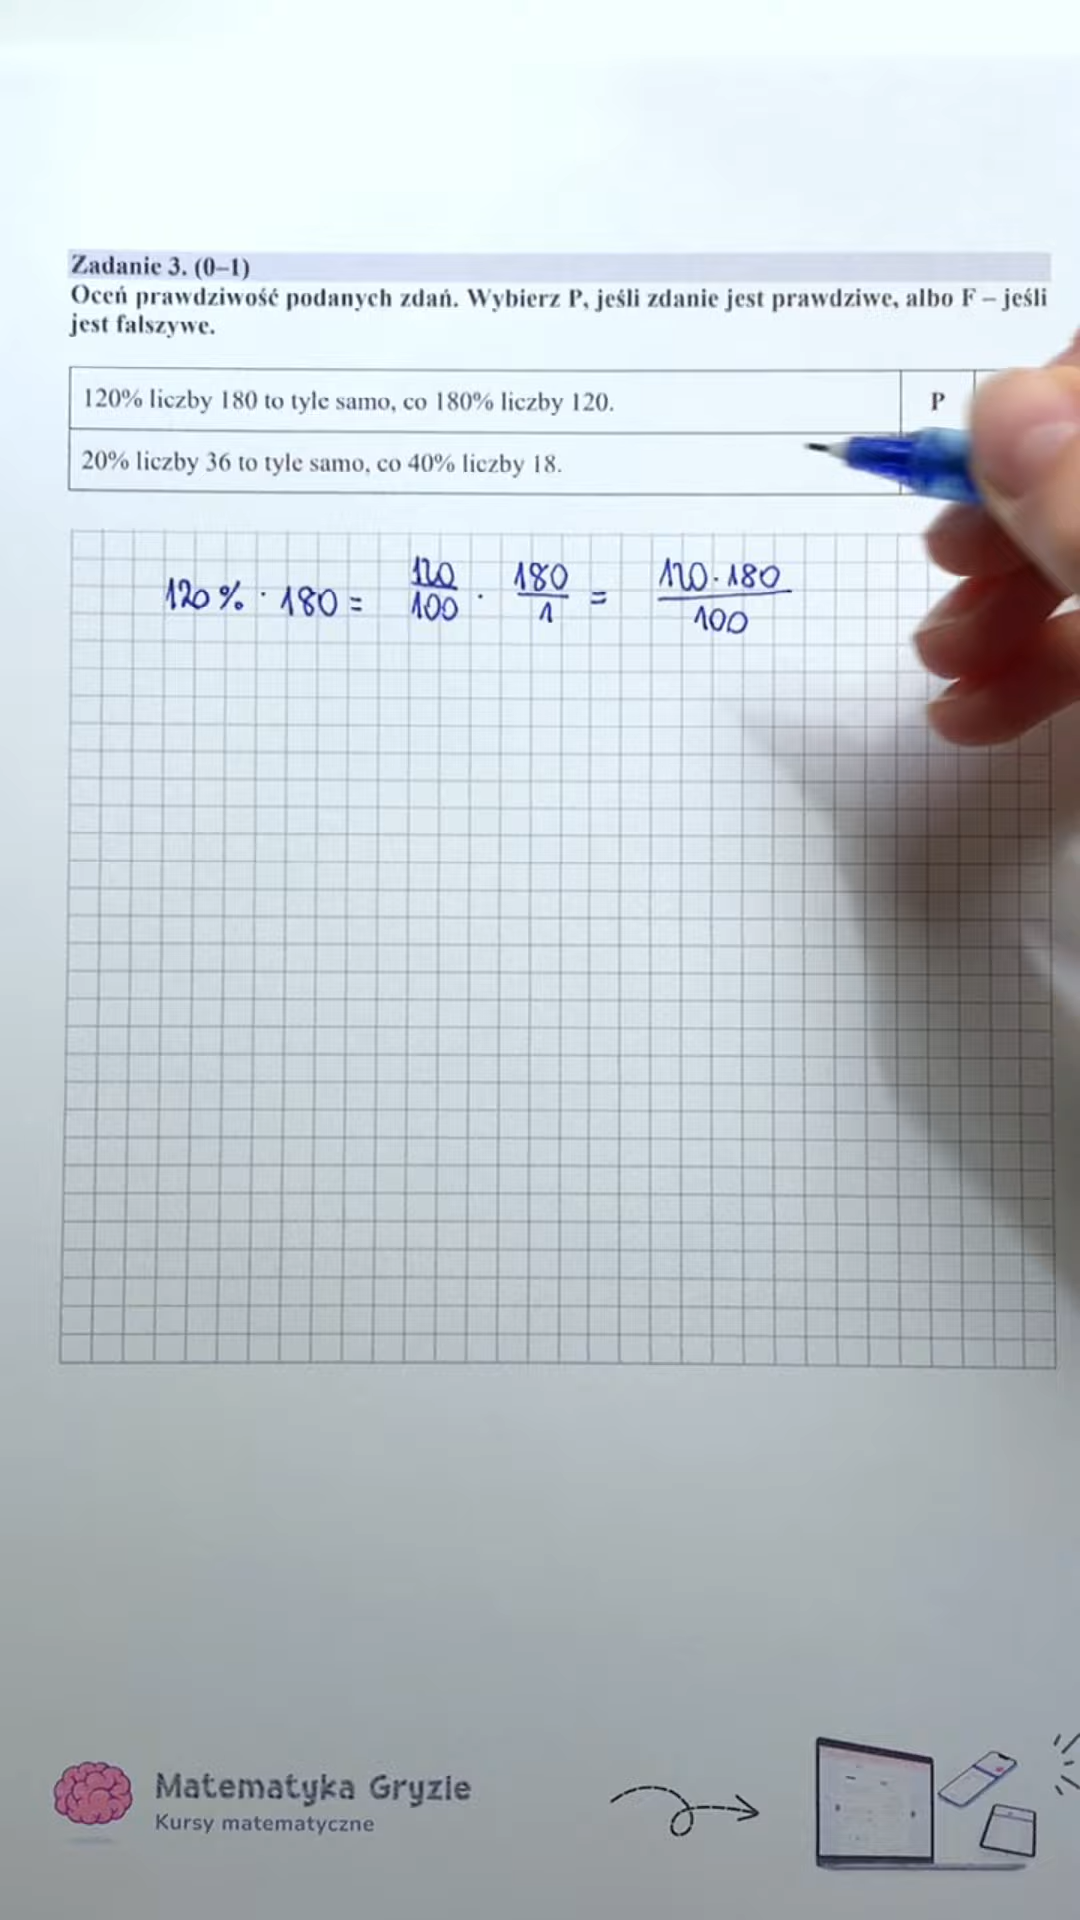 Zadanie 3. (0–1)
Oceń prawdziwość podanych zdań. Wybierz P, jeśli zdanie jest prawdziwe, albo F – jeśli
jest fałszywe.
120% liczby 180 to tyle samo, co 180% liczby 120. P
20% liczby 36 to tyle samo, co 40% liczby 18.
120% · 180 = 120/100 · 180/1 = 120·180/100
Matematyka Gryzie
Kursy matematyczne